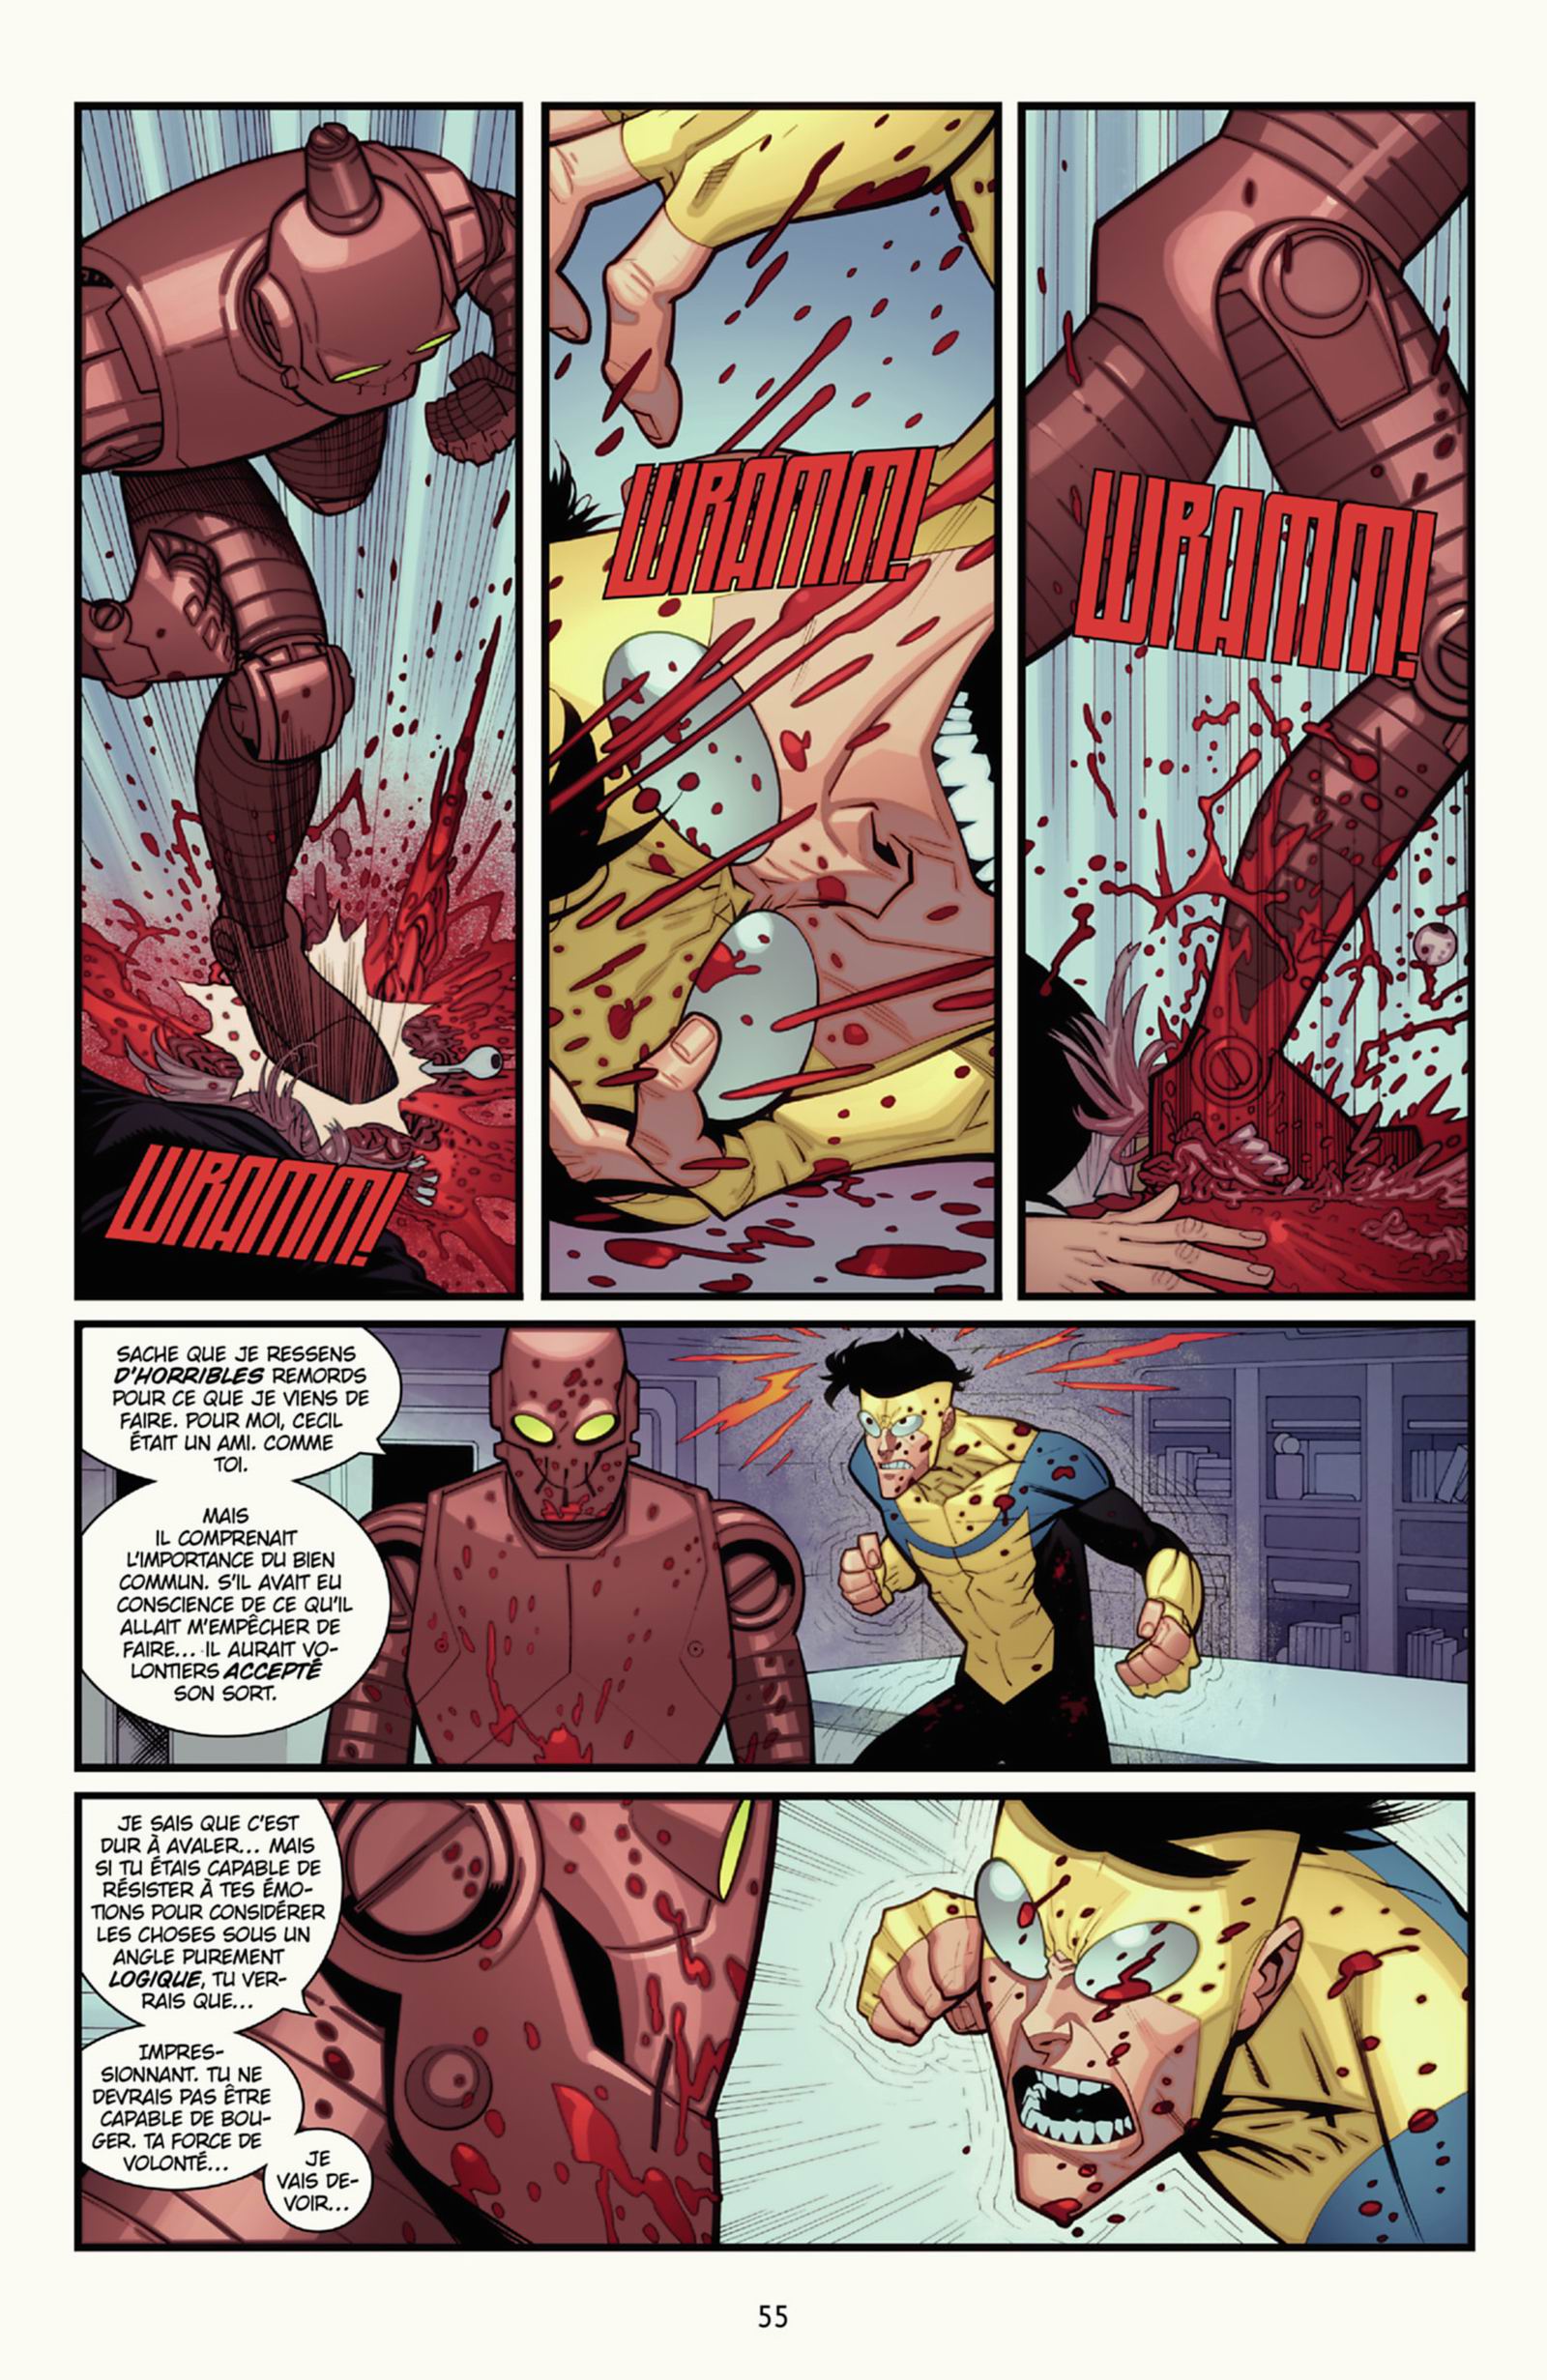 WRAMM!
WRAMM!
WRAMM!
SACHE QUE JE RESSENS
D'HORRIBLES REMORDS
POUR CE QUE JE VIENS DE
FAIRE. POUR MOI, CECIL
ÉTAIT UN AMI. COMME
TOI.
MAIS
IL COMPRENAIT
L'IMPORTANCE DU BIEN
COMMUN. S'IL AVAIT EU
CONSCIENCE DE CE QU'IL
ALLAIT M'EMPÊCHER DE
FAIRE... IL AURAIT VO-
LONTIERS ACCEPTÉ
SON SORT.
JE SAIS QUE C'EST
DUR À AVALER... MAIS
SI TU ÉTAIS CAPABLE DE
RÉSISTER À TES ÉMO-
TIONS POUR CONSIDÉRER
LES CHOSES SOUS UN
ANGLE PUREMENT
LOGIQUE, TU VER-
RAIS QUE...
IMPRES-
SIONNANT. TU NE
DEVRAIS PAS ÊTRE
CAPABLE DE BOU-
GER. TA FORCE DE
VOLONTÉ...
JE
VAIS DE-
VOIR...
55